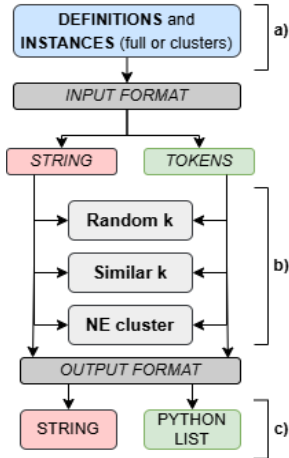 DEFINITIONS and
INSTANCES (full or clusters)
a)
INPUT FORMAT
STRING
TOKENS
Random k
Similar k
b)
NE cluster
OUTPUT FORMAT
STRING
PYTHON
LIST
c)